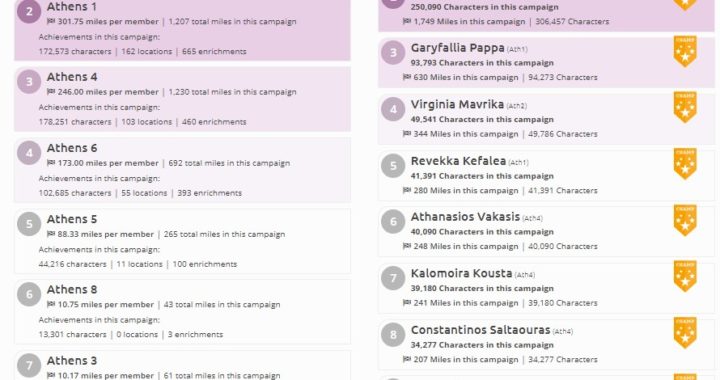 2
Athens 1
301.75 miles per member | 1,207 total miles in this campaign
Achievements in this campaign:
172,573 characters | 162 locations | 665 enrichments
3
Athens 4
246.00 miles per member | 1,230 total miles in this campaign
Achievements in this campaign:
178,251 characters | 103 locations | 460 enrichments
4
Athens 6
173.00 miles per member | 692 total miles in this campaign
Achievements in this campaign:
102,685 characters | 55 locations | 393 enrichments
5
Athens 5
88.33 miles per member | 265 total miles in this campaign
Achievements in this campaign:
44,216 characters | 11 locations | 100 enrichments
6
Athens 8
10.75 miles per member | 43 total miles in this campaign
Achievements in this campaign:
13,301 characters | 0 locations | 3 enrichments
7
Athens 3
10.17 miles per member | 61 total miles in this campaign
250,090 Characters in this campaign
1,749 Miles in this campaign | 306,457 Characters
3
Garyfallia Pappa (Ath1)
CHAMP
93,793 Characters in this campaign
630 Miles in this campaign | 94,273 Characters
4
Virginia Mavrika (Ath2)
CHAMP
49,541 Characters in this campaign
344 Miles in this campaign | 49,786 Characters
5
Revekka Kefalea (Ath1)
CHAMP
41,391 Characters in this campaign
280 Miles in this campaign | 41,391 Characters
6
Athanasios Vakasis (Ath4)
CHAMP
40,090 Characters in this campaign
248 Miles in this campaign | 40,090 Characters
7
Kalomoira Kousta (Ath4)
CHAMP
39,180 Characters in this campaign
241 Miles in this campaign | 39,180 Characters
8
Constantinos Saltaouras (Ath4)
CHAMP
34,277 Characters in this campaign
207 Miles in this campaign | 34,277 Characters